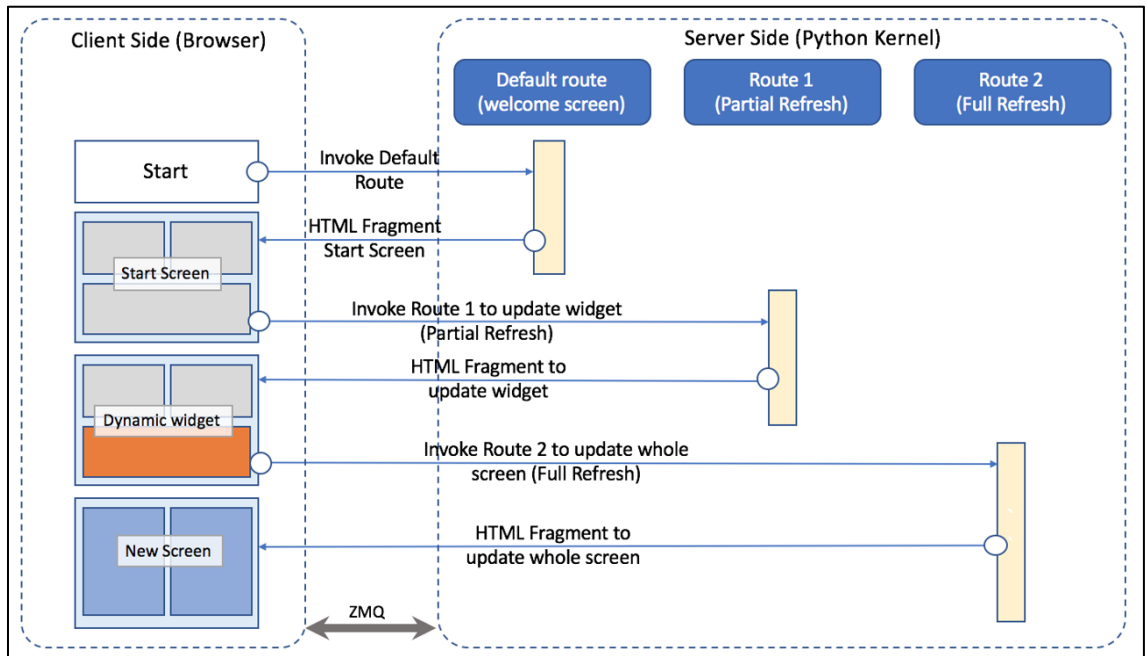 Client Side (Browser)
Server Side (Python Kernel)
Default route
(welcome screen)
Route 1
(Partial Refresh)
Route 2
(Full Refresh)
Start
Invoke Default
Route
HTML Fragment
Start Screen
Start Screen
Invoke Route 1 to update widget
(Partial Refresh)
HTML Fragment to
update widget
Dynamic widget
Invoke Route 2 to update whole
screen (Full Refresh)
HTML Fragment to
update whole screen
New Screen
ZMQ